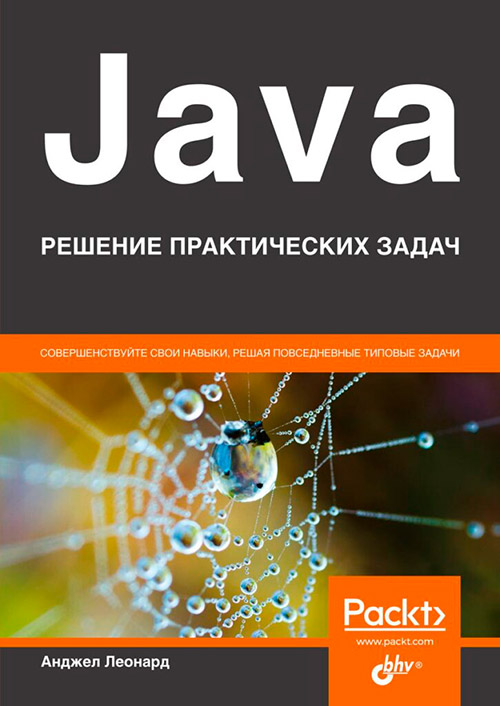 Java
РЕШЕНИЕ ПРАКТИЧЕСКИХ ЗАДАЧ
СОВЕРШЕНСТВУЙТЕ СВОИ НАВЫКИ, РЕШАЯ ПОВСЕДНЕВНЫЕ ТИПОВЫЕ ЗАДАЧИ
Packt>
www.packt.com
bhv®
Анджел Леонард